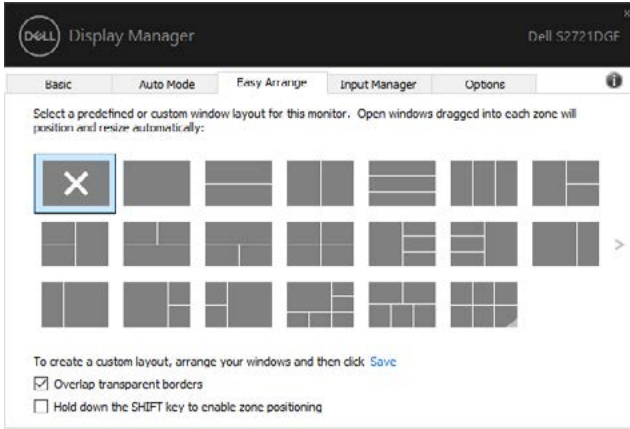 DELL Display Manager
Dell S2721DGF
Basic Auto Mode Easy Arrange Input Manager Options
Select a predefined or custom window layout for this monitor. Open windows dragged into each zone will
position and resize automatically:
To create a custom layout, arrange your windows and then click Save
Overlap transparent borders
Hold down the SHIFT key to enable zone positioning